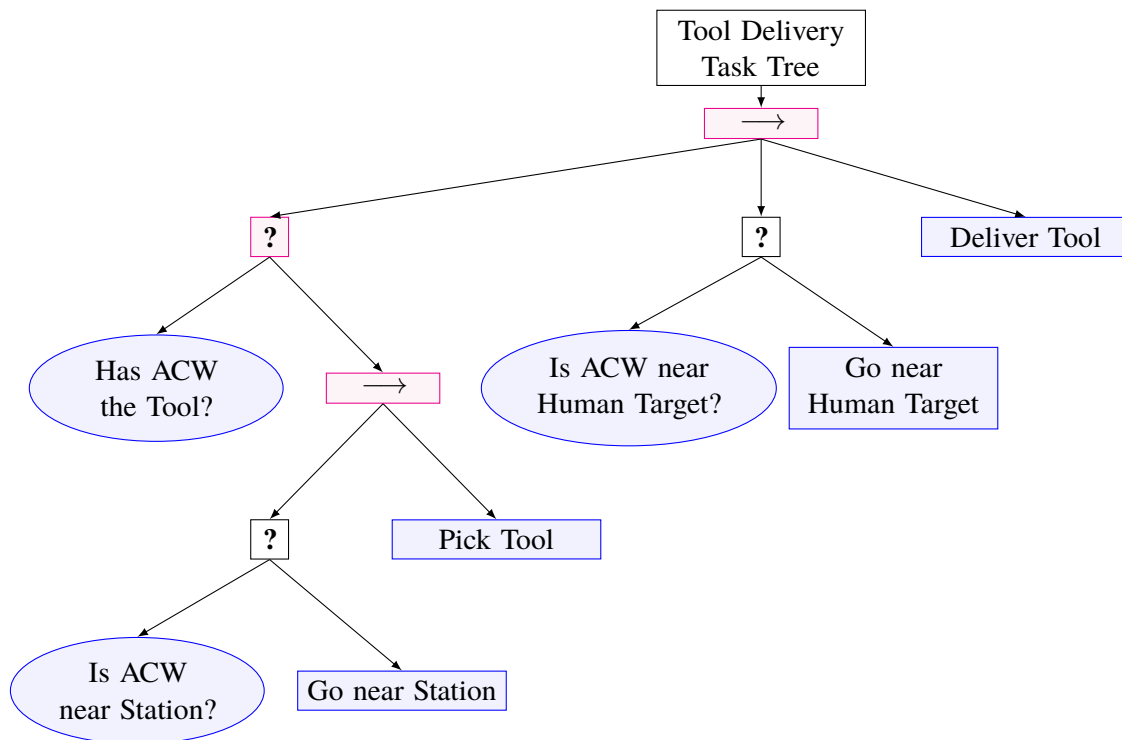 Tool Delivery
Task Tree
⟶
?
?
Deliver Tool
Has ACW
the Tool?
⟶
Is ACW near
Human Target?
Go near
Human Target
?
Pick Tool
Is ACW
near Station?
Go near Station